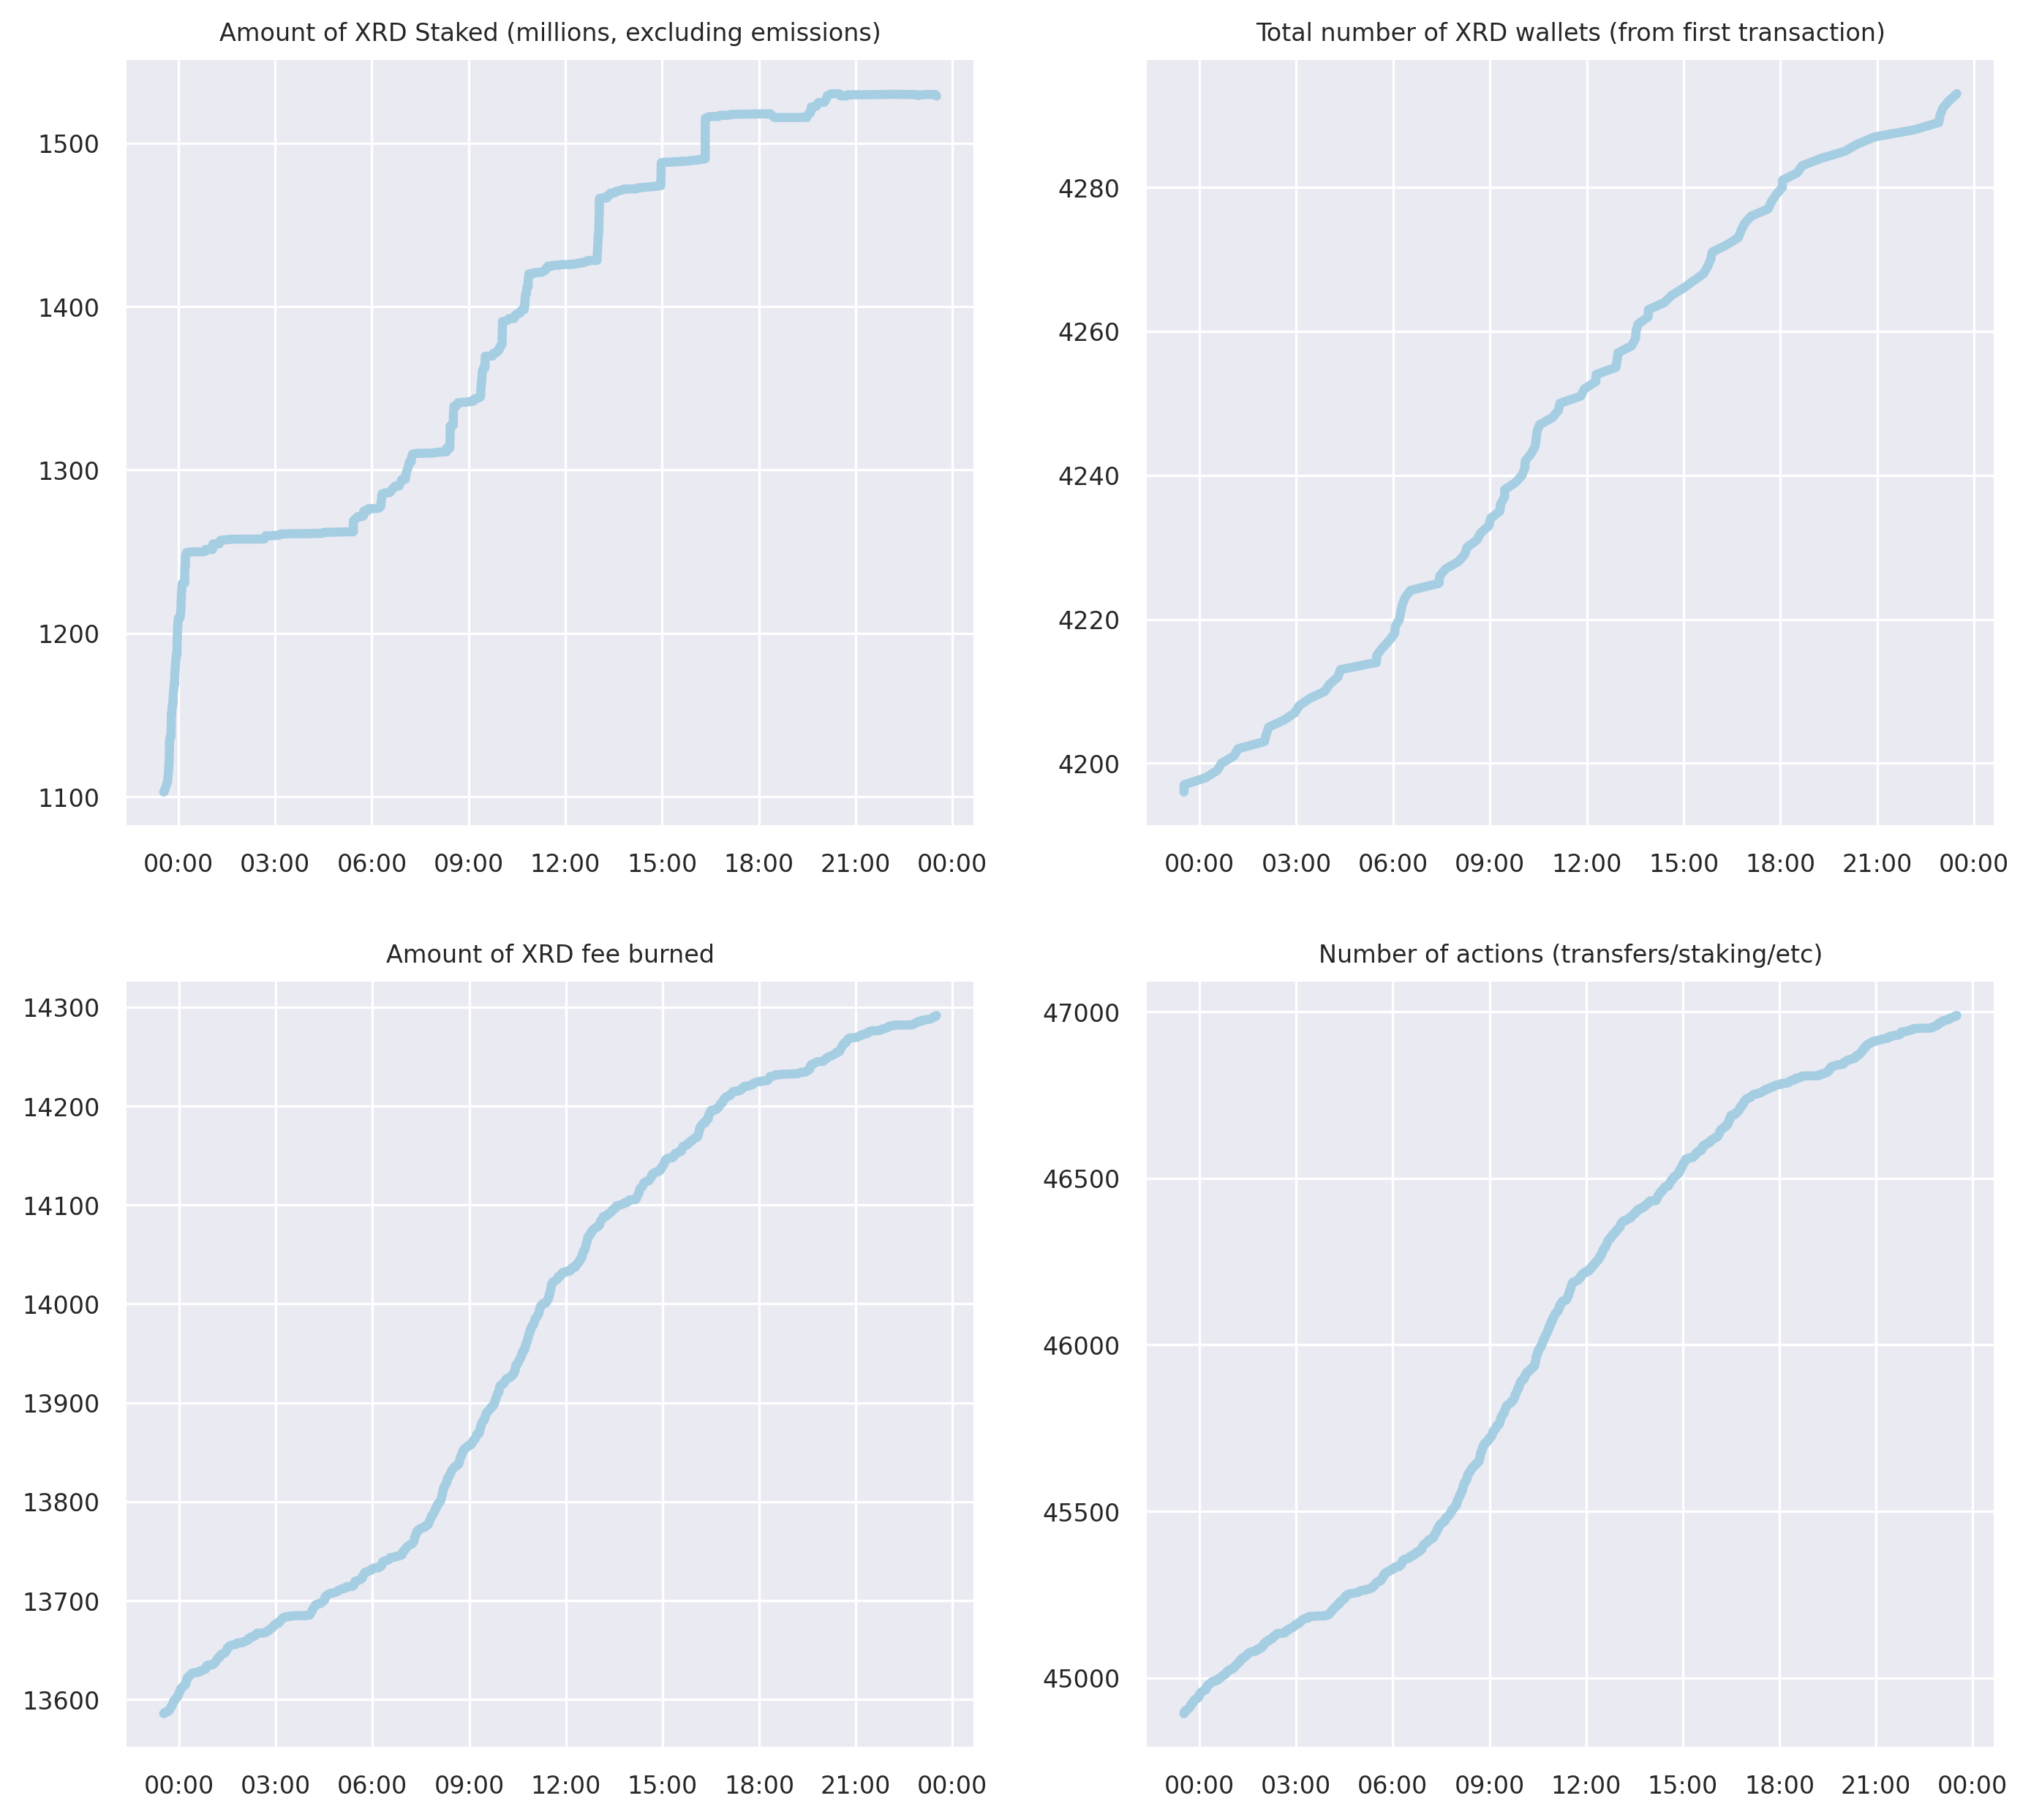 Amount of XRD Staked (millions, excluding emissions)
1500
1400
1300
1200
1100
00:00 03:00 06:00 09:00 12:00 15:00 18:00 21:00 00:00
Total number of XRD wallets (from first transaction)
4280
4260
4240
4220
4200
00:00 03:00 06:00 09:00 12:00 15:00 18:00 21:00 00:00
Amount of XRD fee burned
14300
14200
14100
14000
13900
13800
13700
13600
00:00 03:00 06:00 09:00 12:00 15:00 18:00 21:00 00:00
Number of actions (transfers/staking/etc)
47000
46500
46000
45500
45000
00:00 03:00 06:00 09:00 12:00 15:00 18:00 21:00 00:00